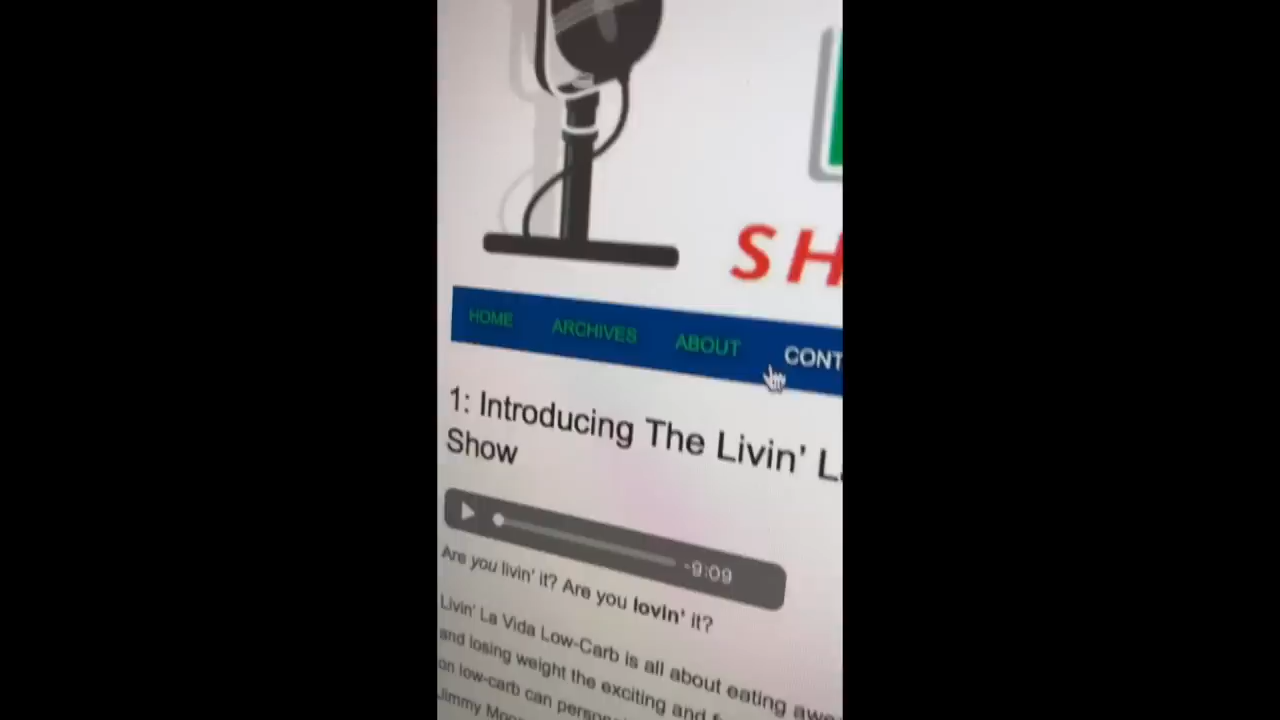 SH
HOME ARCHIVES ABOUT CONT
1: Introducing The Livin' La
Show
-9:09
Are you livin' it? Are you lovin' it?
Livin' La Vida Low-Carb is all about eating
and losing weight the exciting and
on low-carb can
Jimmy